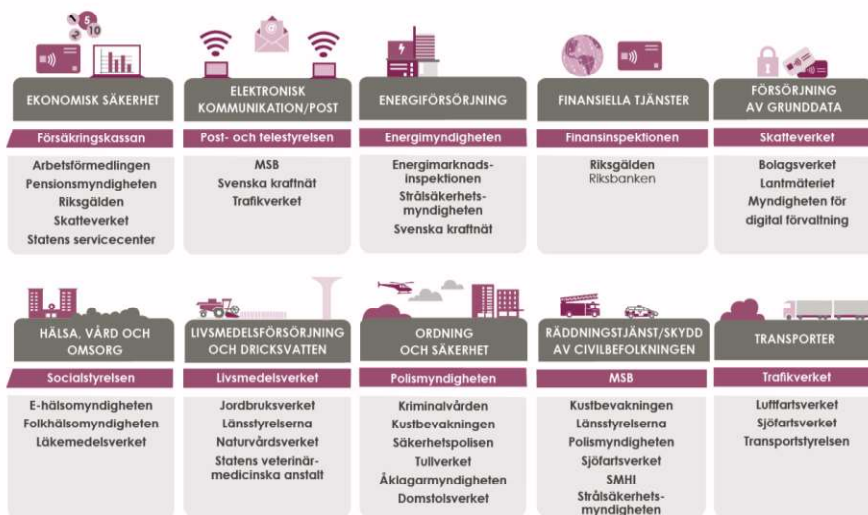 5
10
@
EKONOMISK SÄKERHET
Försäkringskassan
Arbetsförmedlingen
Pensionsmyndigheten
Riksgälden
Skatteverket
Statens servicecenter
ELEKTRONISK
KOMMUNIKATION/POST
Post- och telestyrelsen
MSB
Svenska kraftnät
Trafikverket
ENERGIFÖRSÖRJNING
Energimyndigheten
Energimarknads-
inspektionen
Strålsäkerhets-
myndigheten
Svenska kraftnät
FINANSIELLA TJÄNSTER
Finansinspektionen
Riksgälden
Riksbanken
FÖRSÖRJNING
AV GRUNDDATA
Skatteverket
Bolagsverket
Lantmäteriet
Myndigheten för
digital förvaltning
HÄLSA, VÅRD OCH
OMSORG
Socialstyrelsen
E-hälsomyndigheten
Folkhälsomyndigheten
Läkemedelsverket
LIVSMEDELSFÖRSÖRJNING
OCH DRICKSVATTEN
Livsmedelsverket
Jordbruksverket
Länsstyrelserna
Naturvårdsverket
Statens veterinär-
medicinska anstalt
ORDNING
OCH SÄKERHET
Polismyndigheten
Kriminalvården
Kustbevakningen
Säkerhetspolisen
Tullverket
Åklagarmyndigheten
Domstolsverket
RÄDDNINGSTJÄNST/SKYDD
AV CIVILBEFOLKNINGEN
MSB
Kustbevakningen
Länsstyrelserna
Polismyndigheten
Sjöfartsverket
SMHI
Strålsäkerhets-
myndigheten
TRANSPORTER
Trafikverket
Luftfartsverket
Sjöfartsverket
Transportstyrelsen